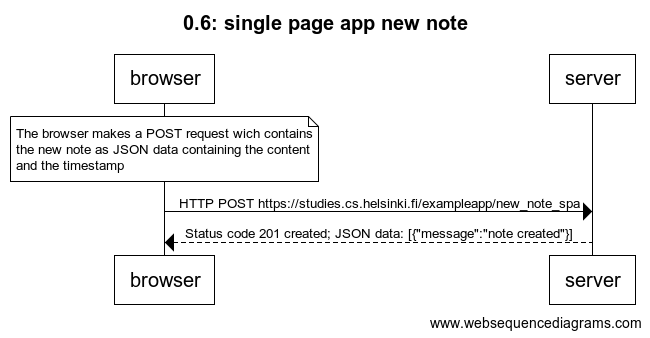 0.6: single page app new note
browser
server
The browser makes a POST request wich contains
the new note as JSON data containing the content
and the timestamp
HTTP POST https://studies.cs.helsinki.fi/exampleapp/new_note_spa
Status code 201 created; JSON data: [{"message":"note created"}]
browser
server
www.websequencediagrams.com